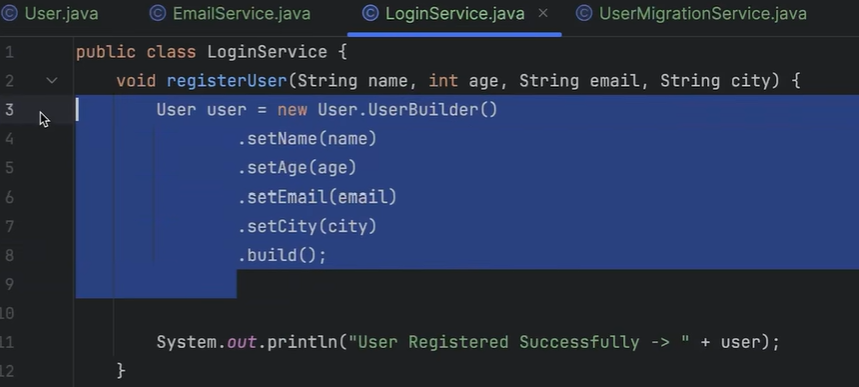 User.java EmailService.java LoginService.java × UserMigrationService.java
1 public class LoginService {
2 void registerUser(String name, int age, String email, String city) {
3 User user = new User.UserBuilder()
4 .setName(name)
5 .setAge(age)
6 .setEmail(email)
7 .setCity(city)
8 .build();
9
10
11 System.out.println("User Registered Successfully -> " + user);
12 }